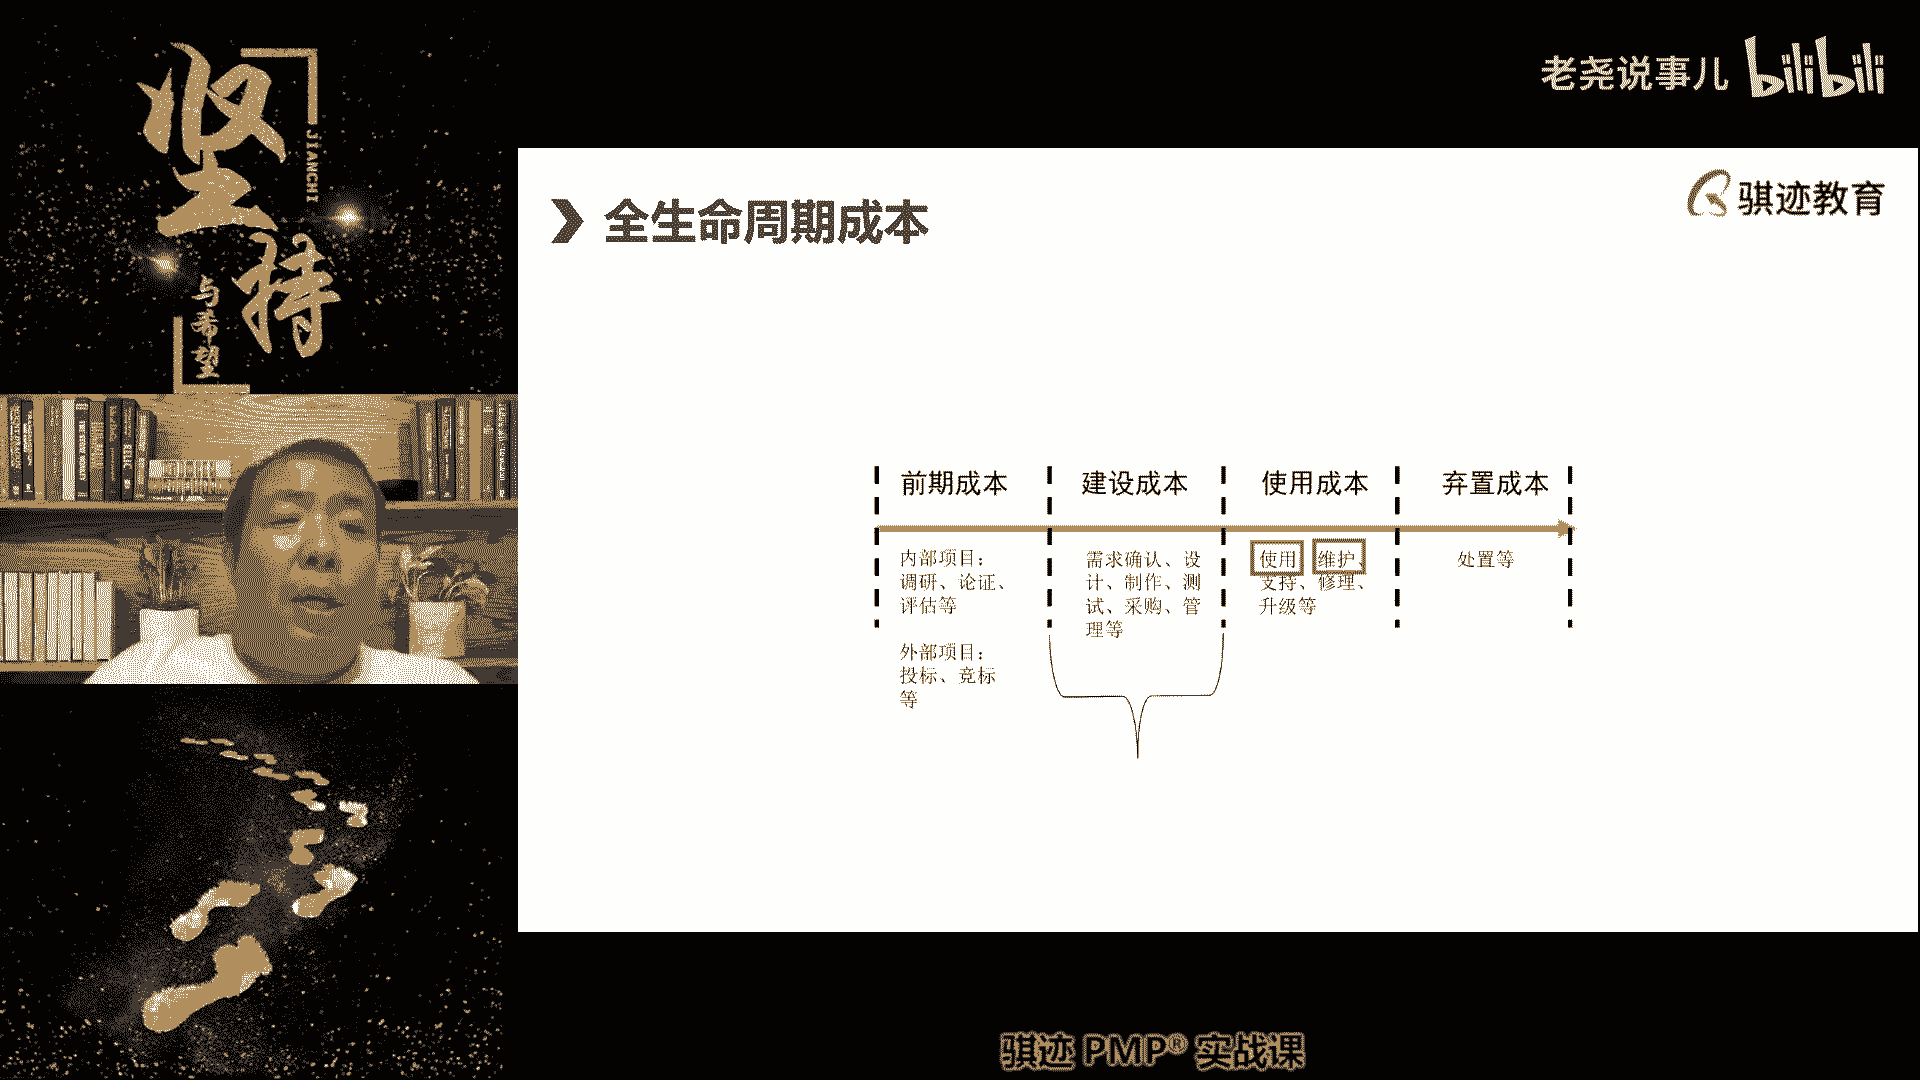 坚持
JIANCHI
与希望
老尧说事儿 bilibili
骐迹教育
全生命周期成本
前期成本
建设成本
使用成本
弃置成本
内部项目：
调研、论证、
评估等
外部项目：
投标、竞标
等
需求确认、设
计、制作、测
试、采购、管
理等
使用、维护、
支持、修理、
升级等
处置等
骐迹 PMP® 实战课